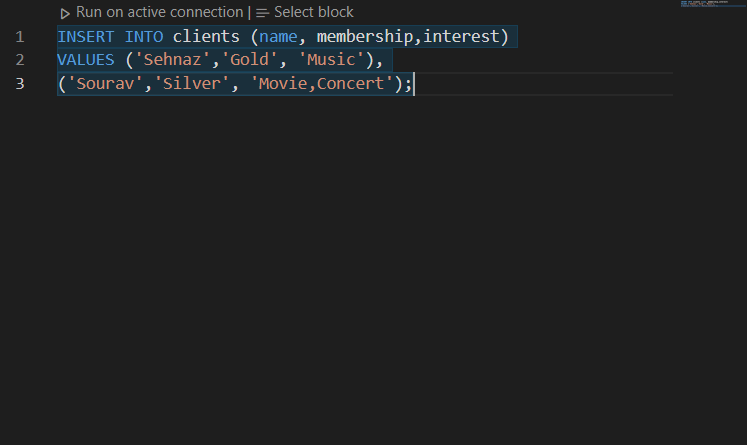 Run on active connection | Select block
1 INSERT INTO clients (name, membership,interest)
2 VALUES ('Sehnaz','Gold', 'Music'),
3 ('Sourav','Silver', 'Movie,Concert');